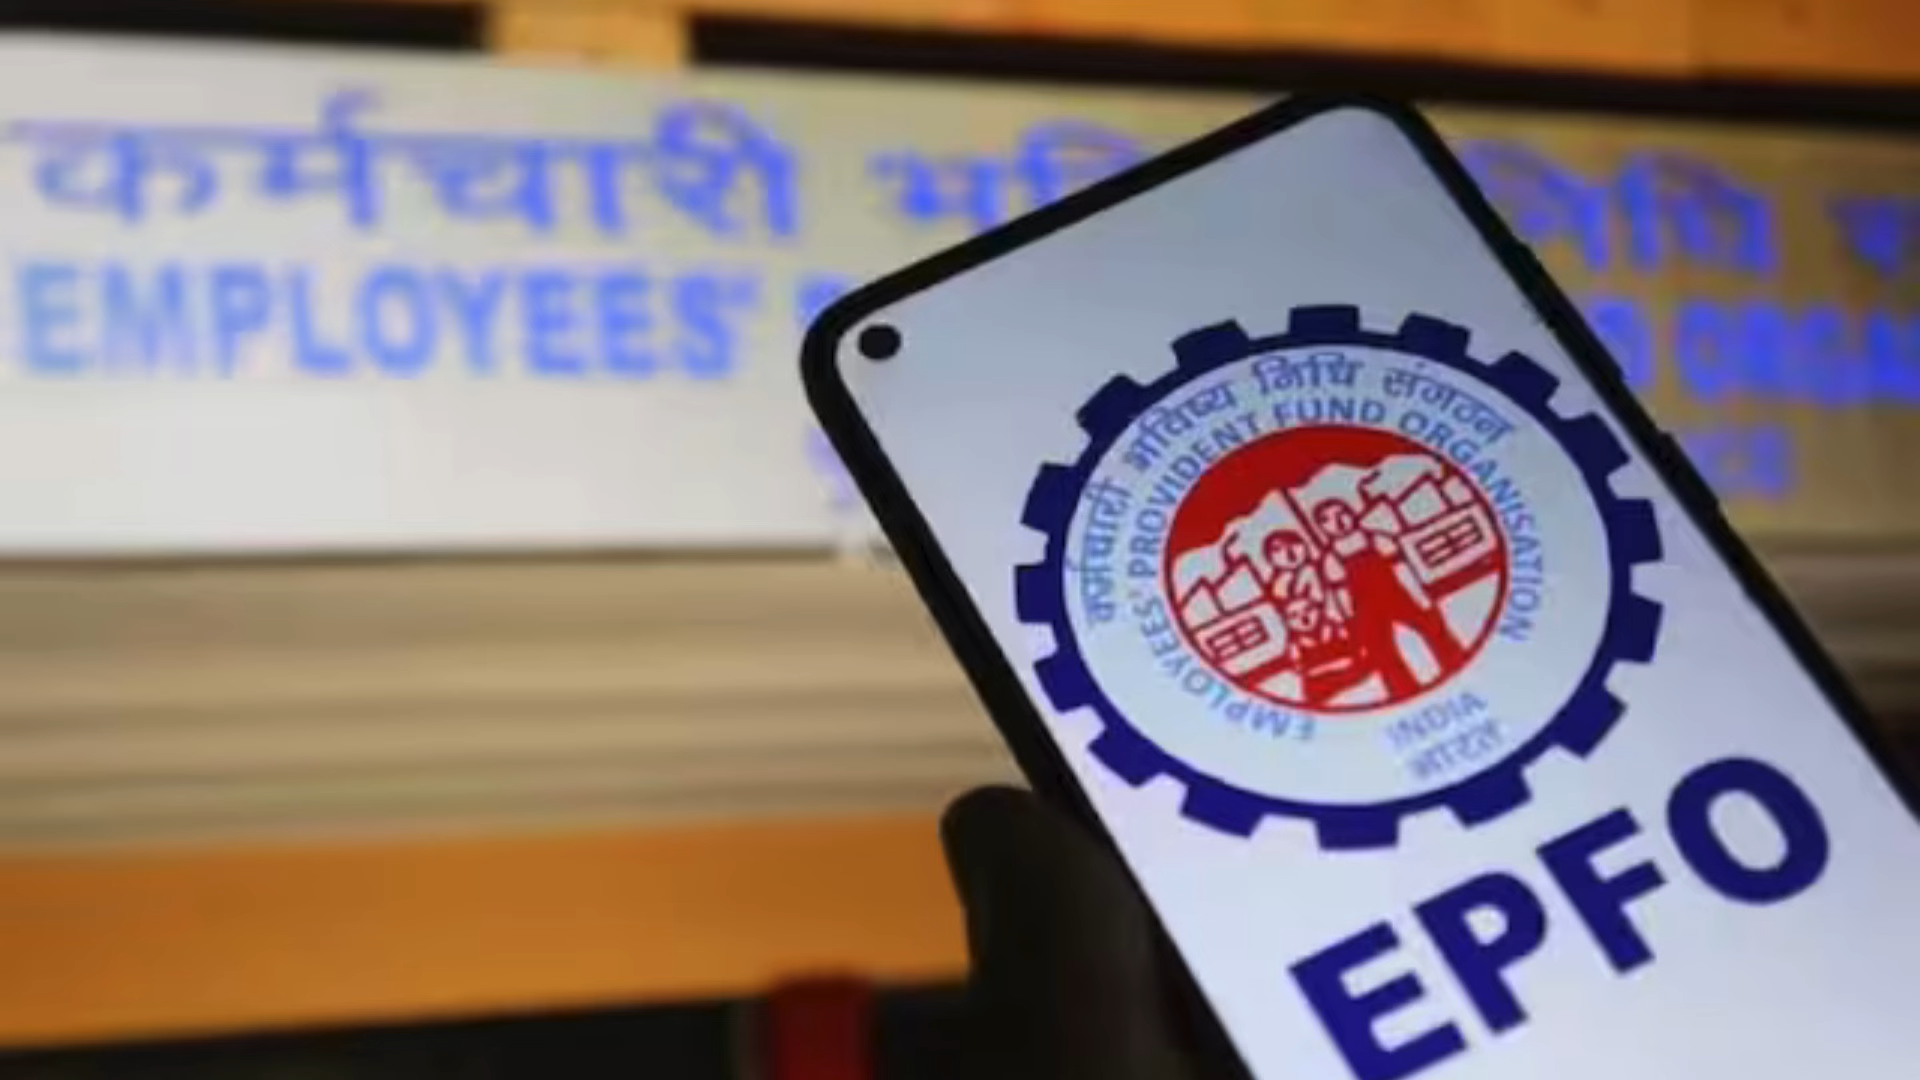 कर्मचारी
EMPLOYEES'
कर्मचारी भविष्य निधि संगठन
EMPLOYEES' PROVIDENT FUND ORGANISATION
INDIA
भारत
EPFO